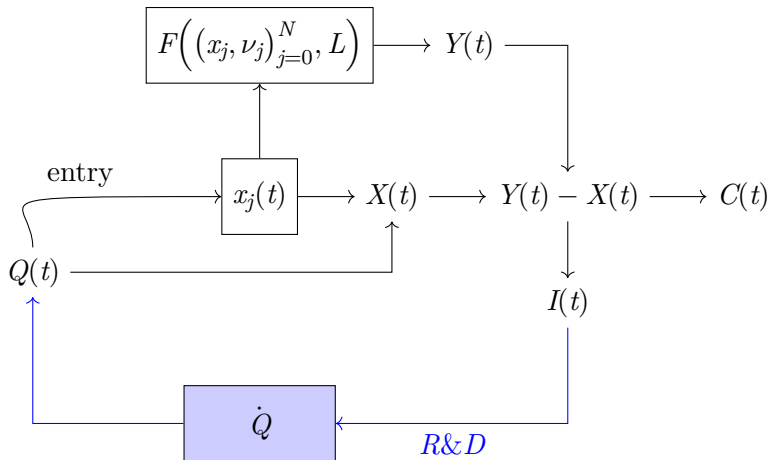 F((x_j, ν_j)_{j=0}^N, L)
Y(t)
entry
x_j(t)
X(t)
Y(t) − X(t)
C(t)
Q(t)
I(t)
Q̇
R&D